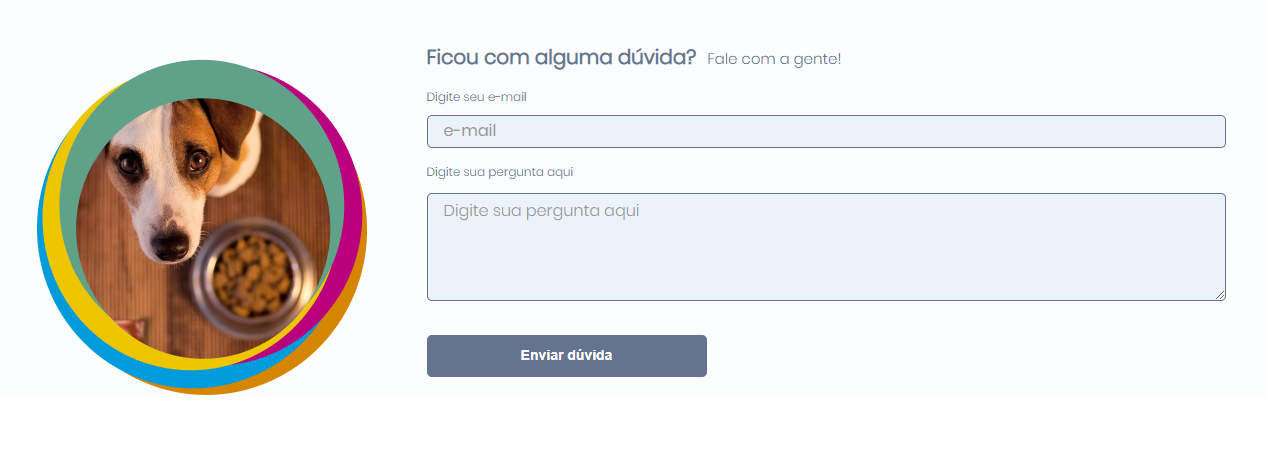 Ficou com alguma dúvida? Fale com a gente!
Digite seu e-mail
e-mail
Digite sua pergunta aqui
Digite sua pergunta aqui
Enviar dúvida